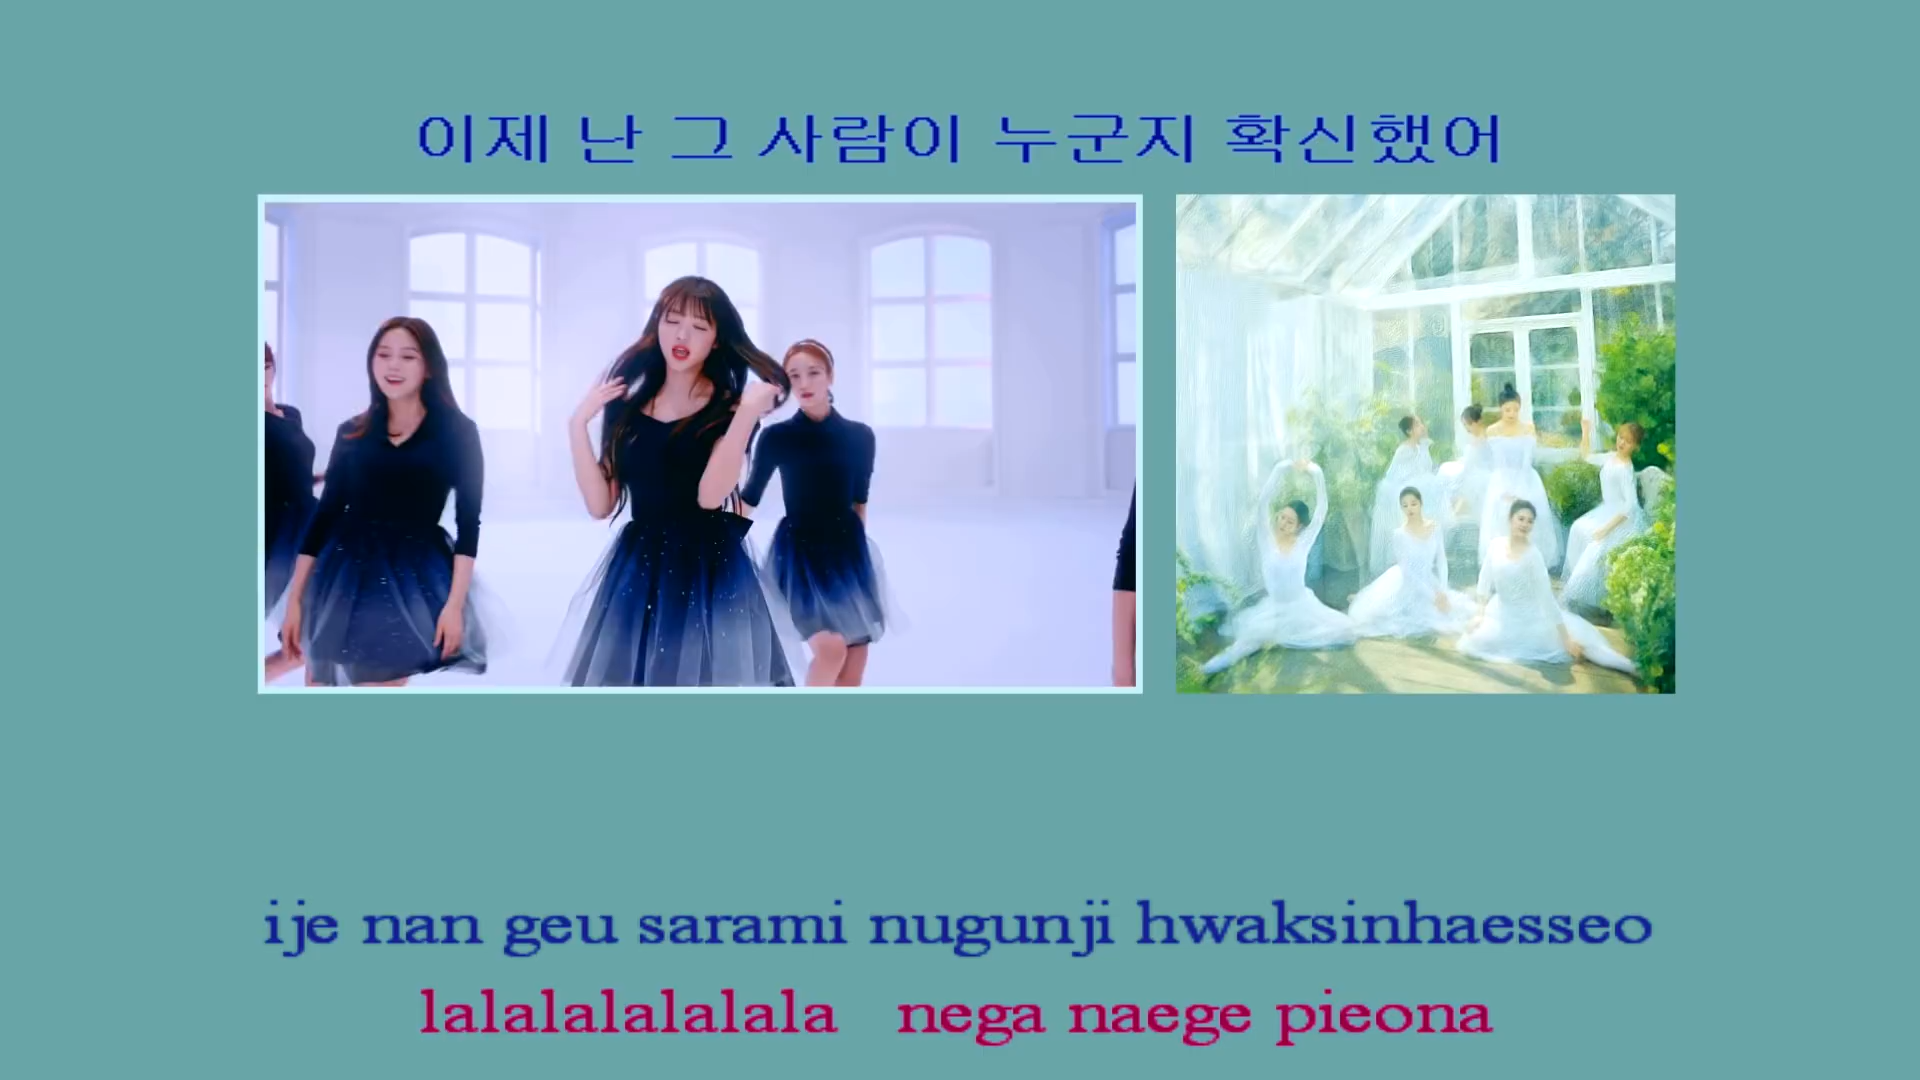 이제 난 그 사람이 누군지 확신했어
ije nan geu sarami nugunji hwaksinhaesseo
lalalalalalala nega naege pieona